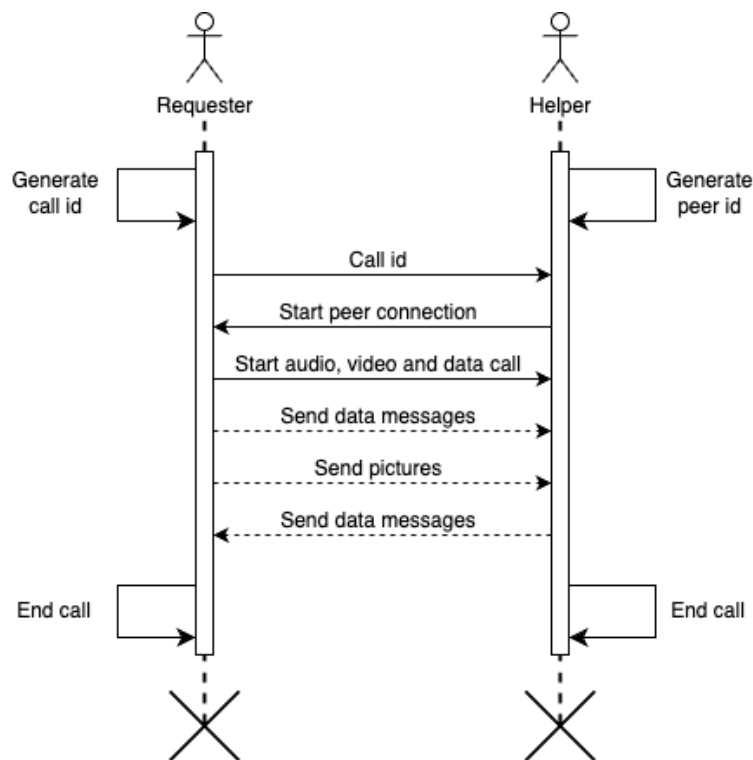 Requester
Helper
Generate
call id
Generate
peer id
Call id
Start peer connection
Start audio, video and data call
Send data messages
Send pictures
Send data messages
End call
End call